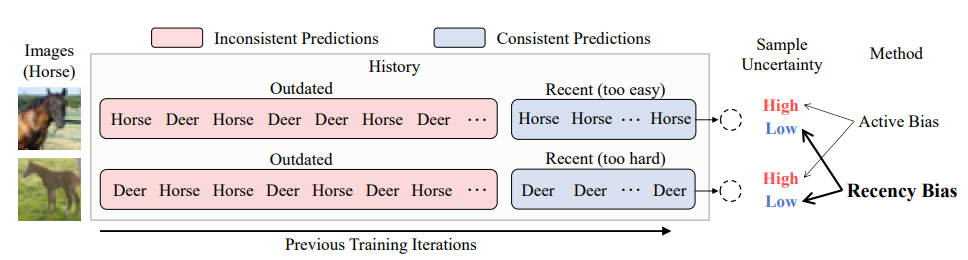 Inconsistent Predictions Consistent Predictions
Images
(Horse)
History
Sample
Uncertainty
Method
Outdated Recent (too easy)
Horse Deer Horse Deer Deer Horse Deer ··· Horse Horse ··· Horse
High
Low
Active Bias
Outdated Recent (too hard)
Deer Horse Horse Deer Horse Deer Horse ··· Deer Deer ··· Deer
High
Low
Recency Bias
Previous Training Iterations